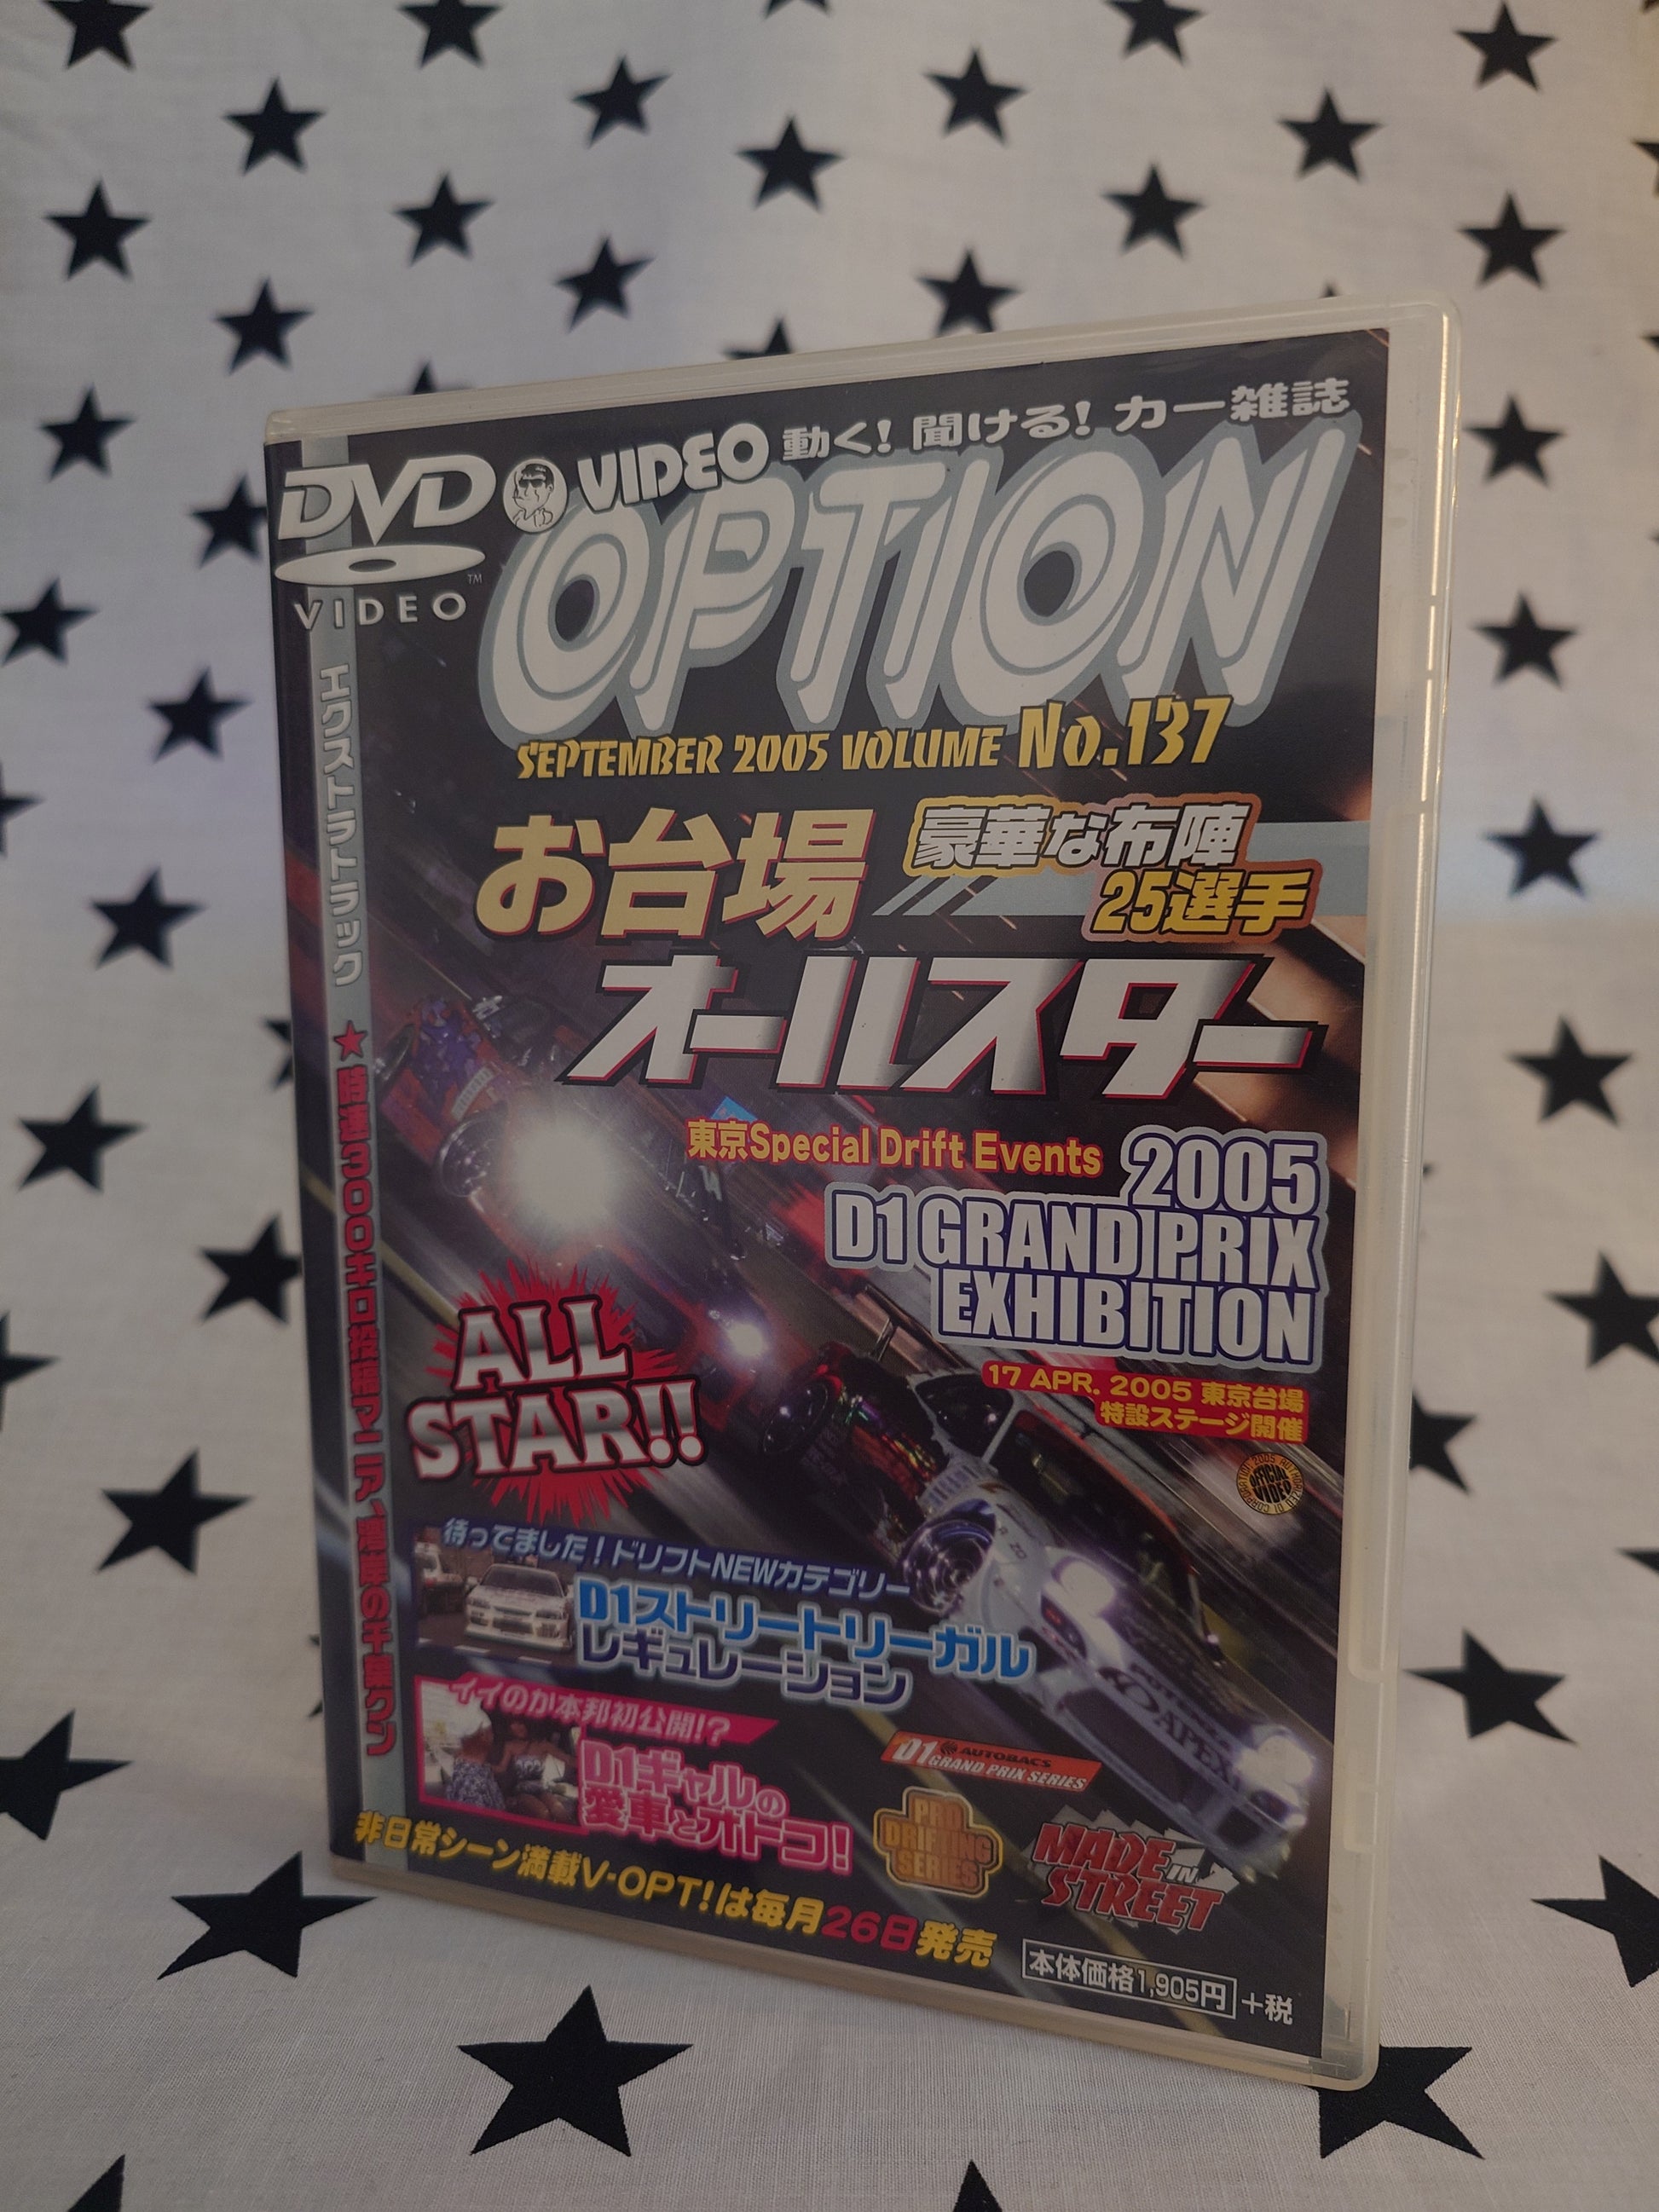 動く! 聞ける! カー雑誌
DVD
VIDEO
VIDEO
OPTION
SEPTEMBER 2005 VOLUME No.137
エクストラトラック
お台場
豪華な布陣
25選手
オールスター
東京Special Drift Events
2005
D1 GRAND PRIX
EXHIBITION
17 APR. 2005 東京台場
特設ステージ開催
OFFICIAL
VIDEO
ALL
STAR!!
待ってました!ドリフトNEWカテゴリー
D1ストリートリーガル
レギュレーション
イイのか本邦初公開!?
D1ギャルの
愛車とオトコ!
D1 AUTOBACS
GRAND PRIX SERIES
PRO
DRIFTING
SERIES
MADE
IN
STREET
APEX
非日常シーン満載V-OPT!は毎月26日発売
本体価格1,905円+税